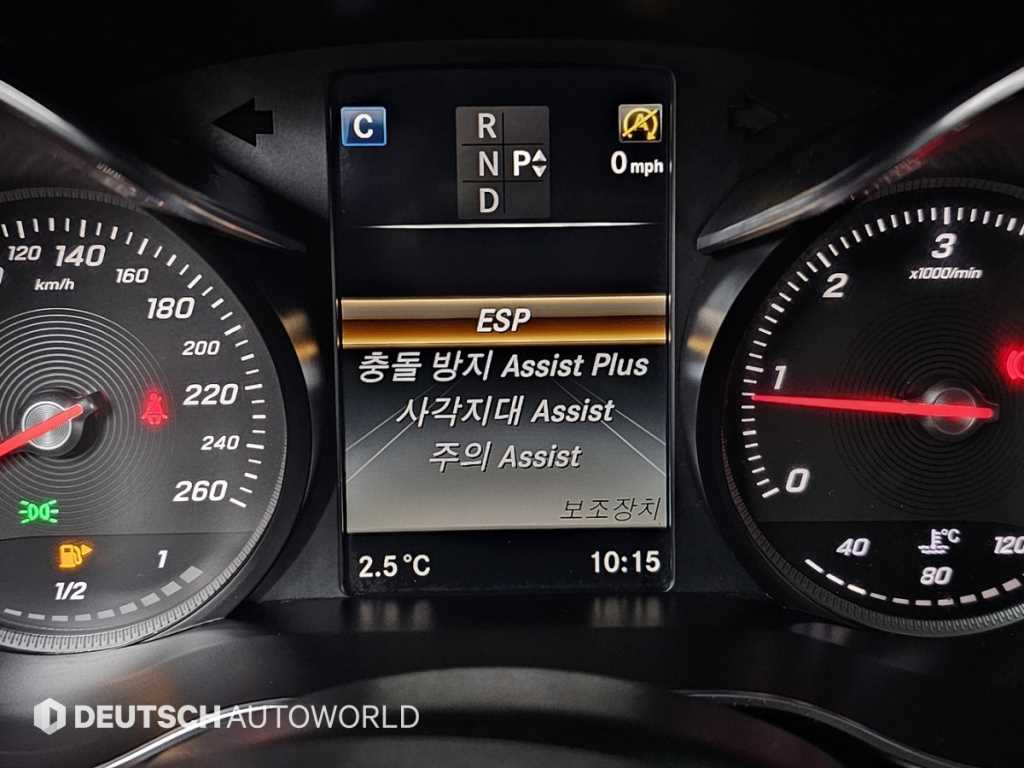 C
R
N P
D
0 mph
120
140
160
180
200
220
240
260
km/h
ESP
충돌 방지 Assist Plus
사각지대 Assist
주의 Assist
보조장치
2.5 °C
10:15
1/2
1
0
1
2
3
x1000/min
°C
40
80
120
DEUTSCH AUTOWORLD